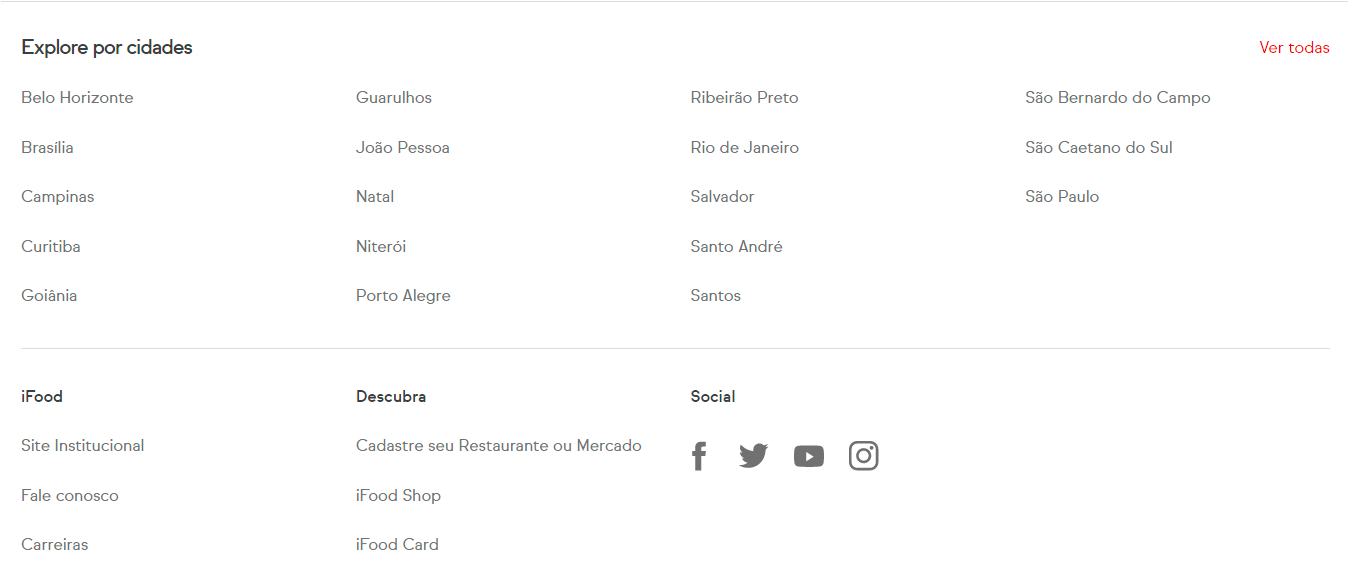 Explore por cidades
Ver todas
Belo Horizonte
Guarulhos
Ribeirão Preto
São Bernardo do Campo
Brasília
João Pessoa
Rio de Janeiro
São Caetano do Sul
Campinas
Natal
Salvador
São Paulo
Curitiba
Niterói
Santo André
Goiânia
Porto Alegre
Santos
iFood
Descubra
Social
Site Institucional
Cadastre seu Restaurante ou Mercado
Fale conosco
iFood Shop
Carreiras
iFood Card